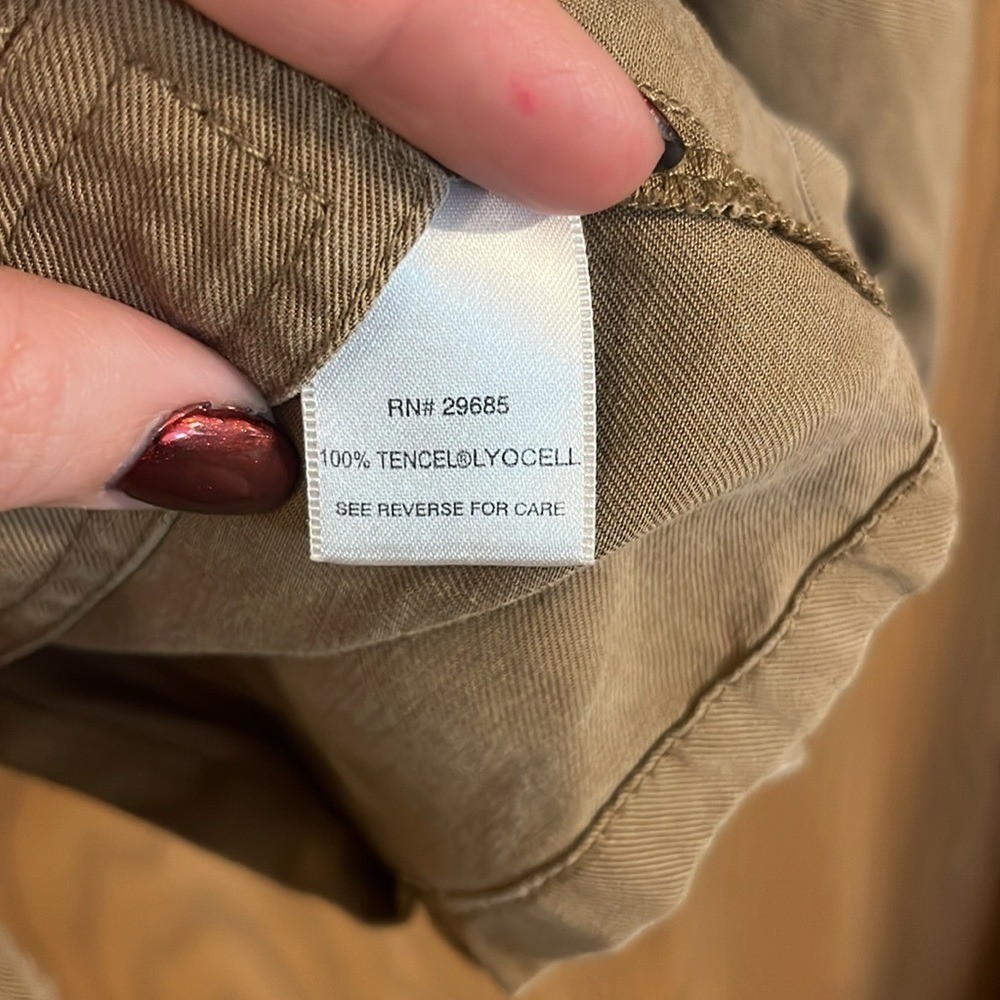 RN# 29685
100% TENCEL®LYOCELL
SEE REVERSE FOR CARE